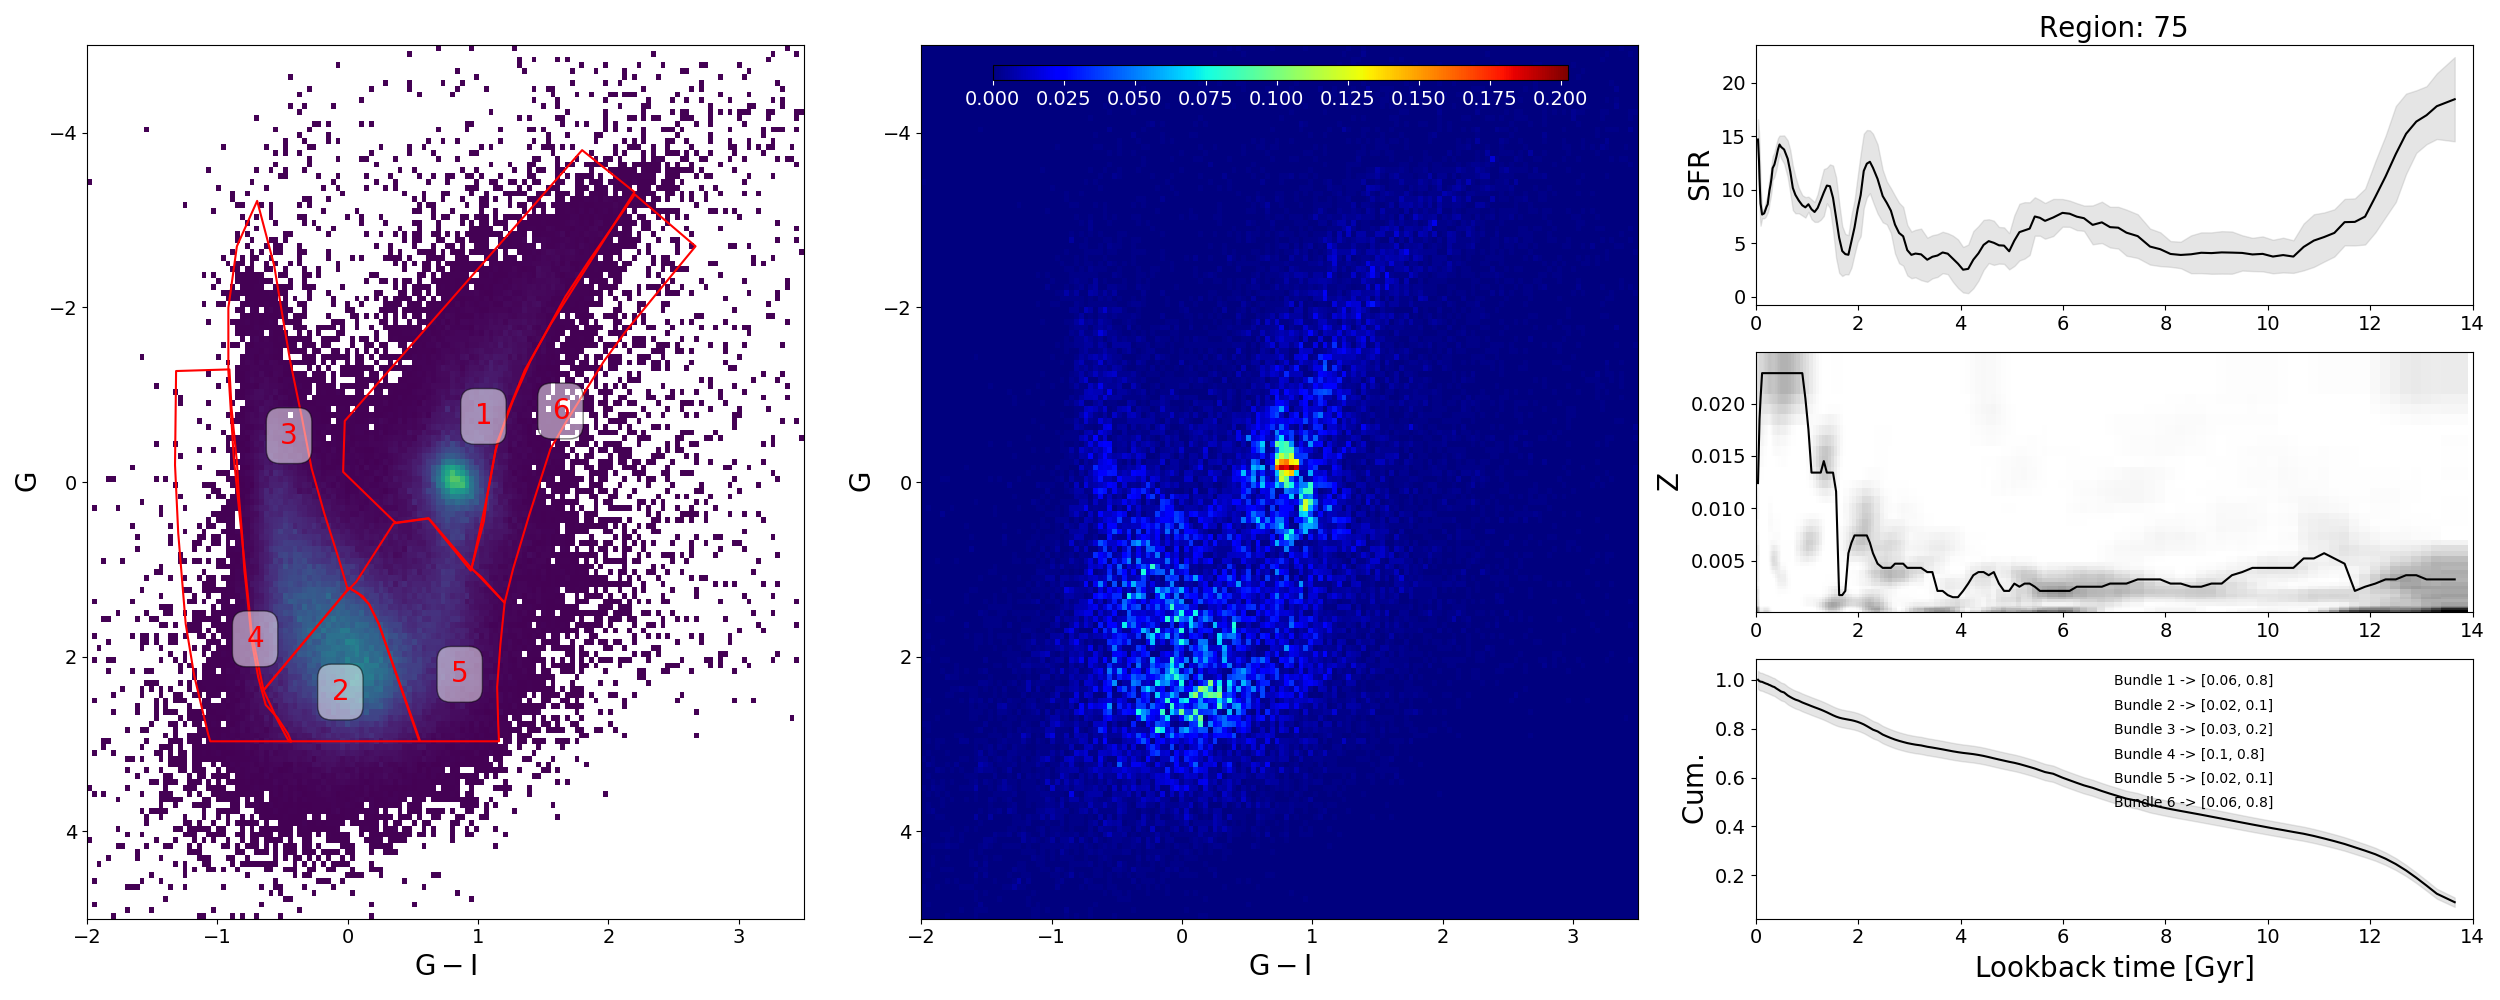 −4
−2
0
2
4
G
−2 −1 0 1 2 3
G − I
1
2
3
4
5
6
0.000 0.025 0.050 0.075 0.100 0.125 0.150 0.175 0.200
−4
−2
0
2
4
G
−2 −1 0 1 2 3
G − I
Region: 75
20
15
10
5
0
SFR
0 2 4 6 8 10 12 14
0.020
0.015
0.010
0.005
Z
0 2 4 6 8 10 12 14
1.0
0.8
0.6
0.4
0.2
Cum.
Bundle 1 -> [0.06, 0.8]
Bundle 2 -> [0.02, 0.1]
Bundle 3 -> [0.03, 0.2]
Bundle 4 -> [0.1, 0.8]
Bundle 5 -> [0.02, 0.1]
Bundle 6 -> [0.06, 0.8]
0 2 4 6 8 10 12 14
Lookback time [Gyr]